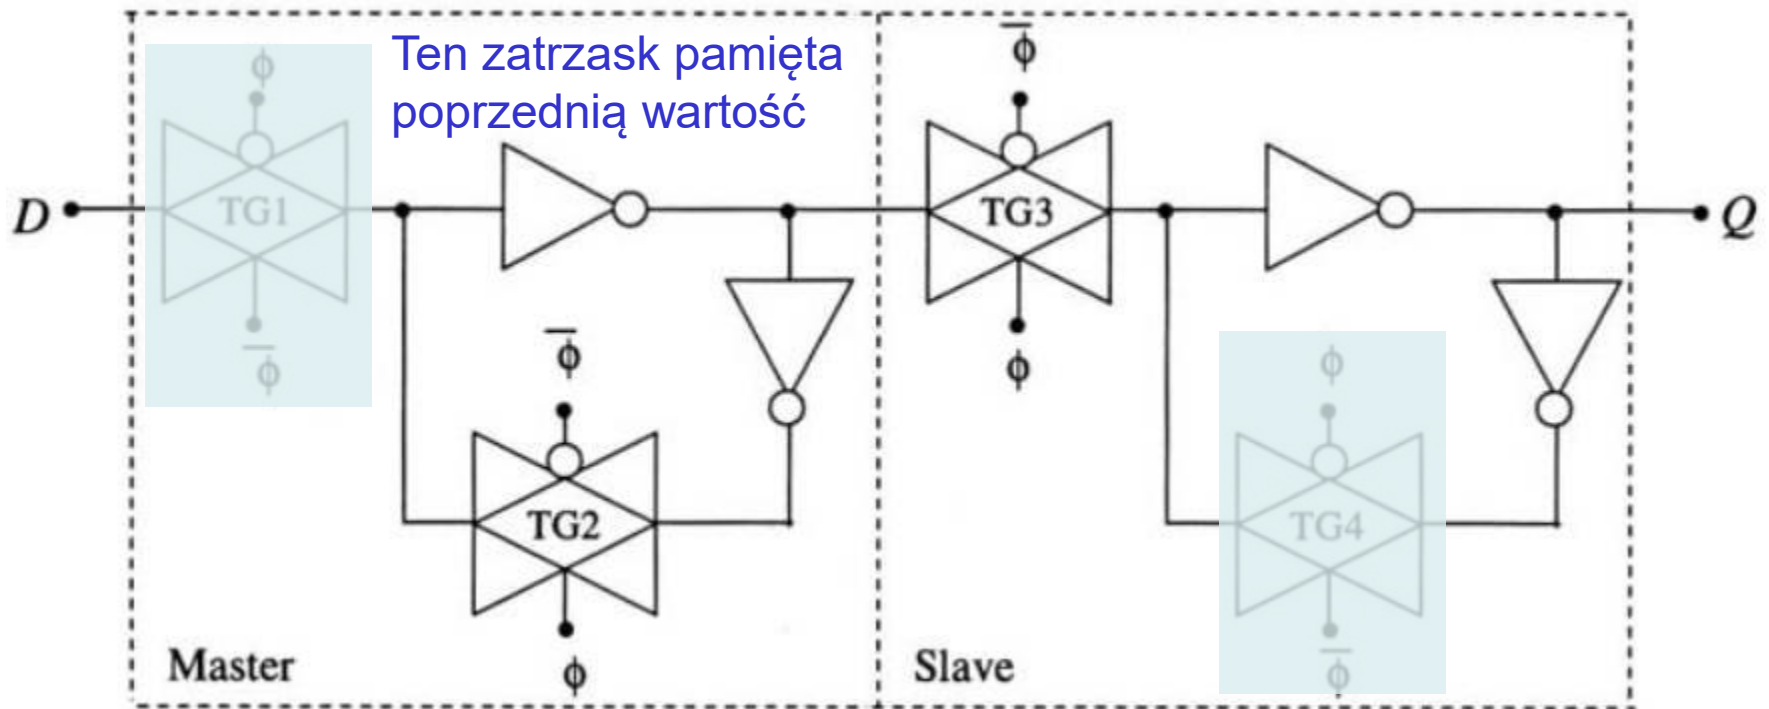 ϕ
Ten zatrzask pamięta
poprzednią wartość
ϕ̅
D
TG1
TG3
Q
ϕ̅
ϕ̅
ϕ
ϕ
TG2
TG4
Master
ϕ
Slave
ϕ̅